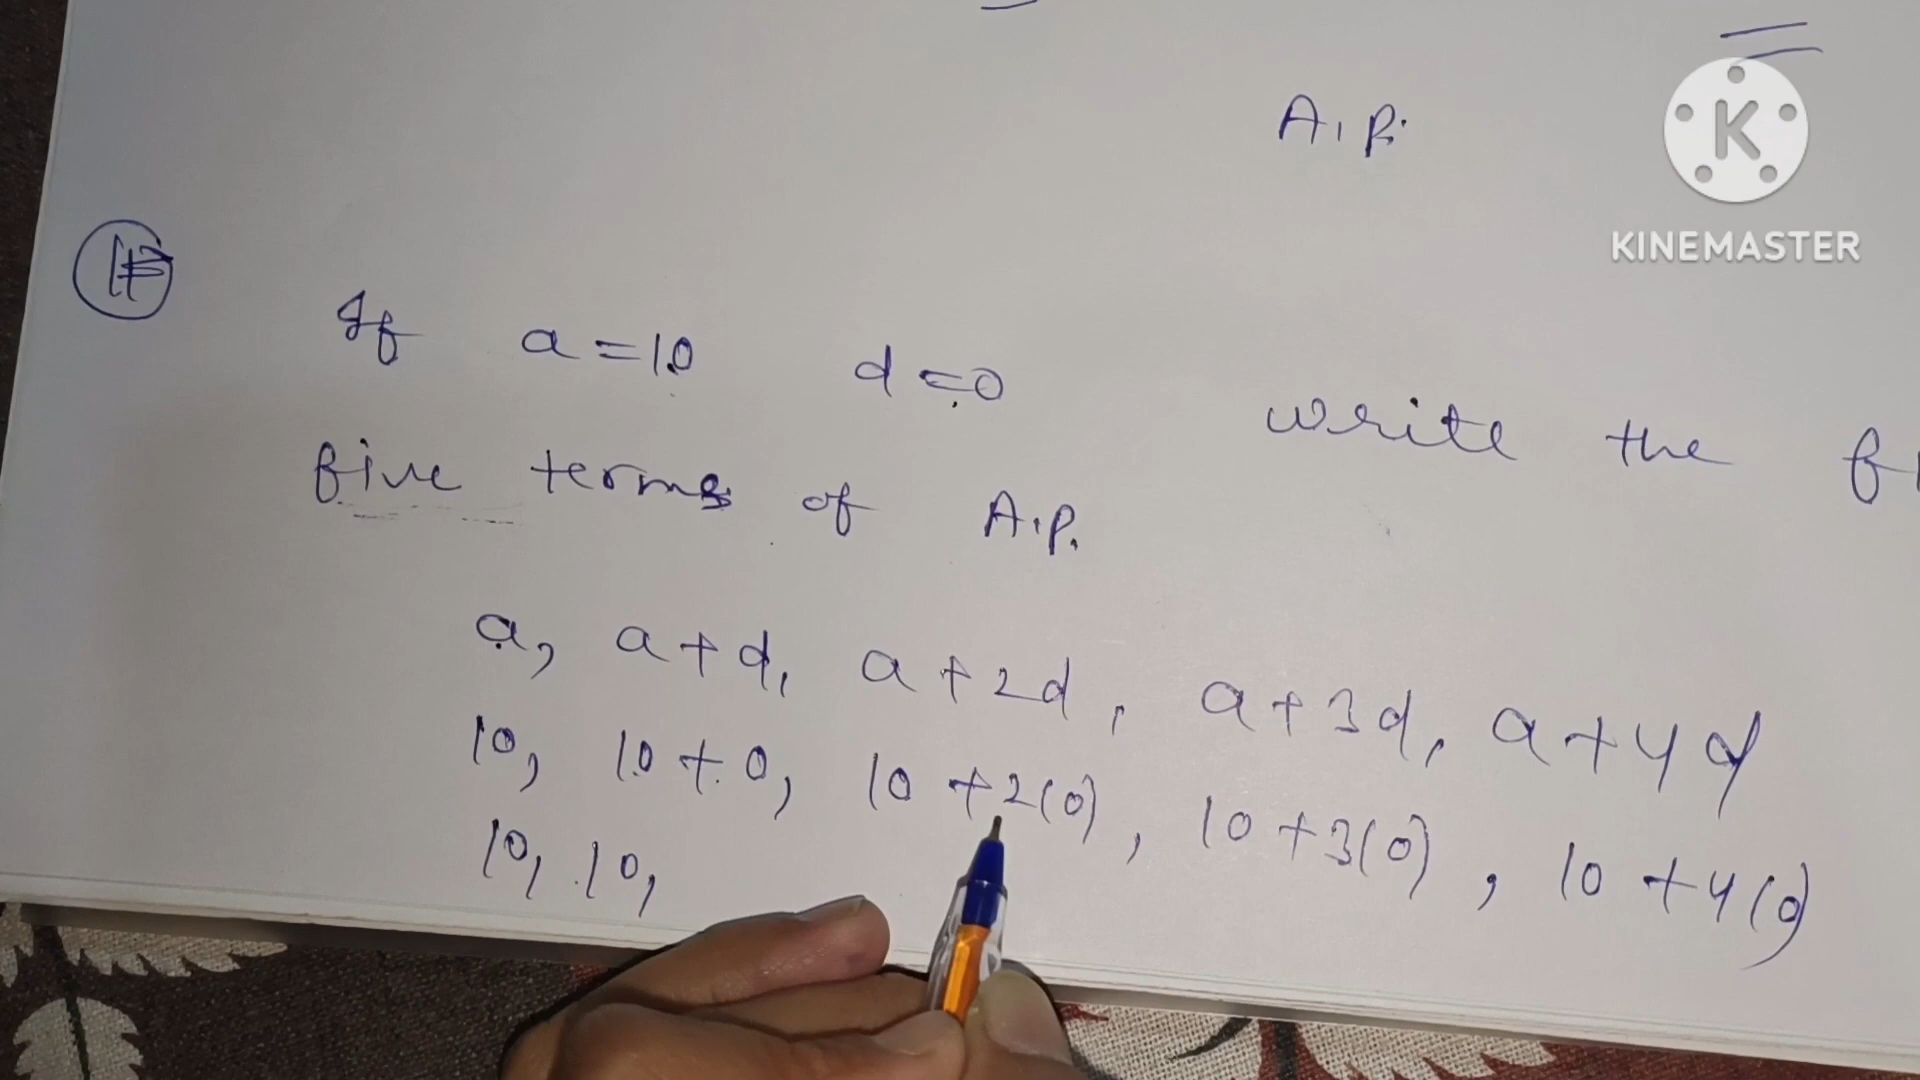 A.P.
KINEMASTER
If a=10 d=0 write the
five terms of A.P.
a, a+d, a+2d, a+3d, a+4d
10, 10+0, 10+2(0), 10+3(0), 10+4(0)
10, 10,